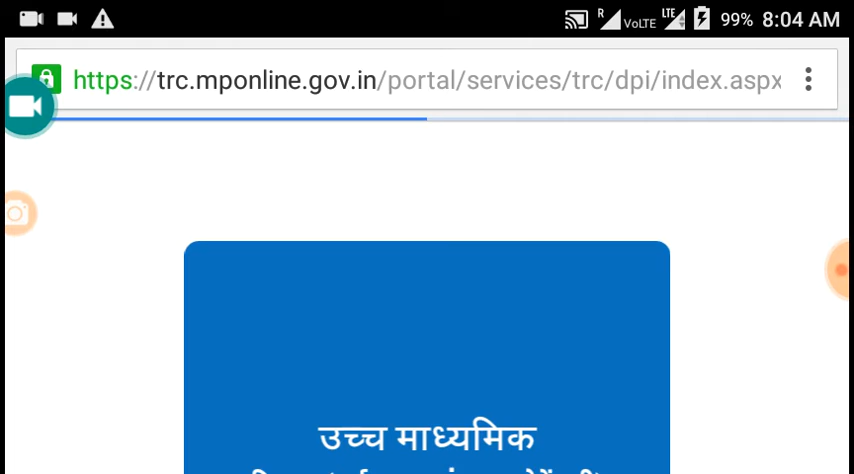 R VoLTE LTE 99% 8:04 AM
https://trc.mponline.gov.in/portal/services/trc/dpi/index.aspx
उच्च माध्यमिक